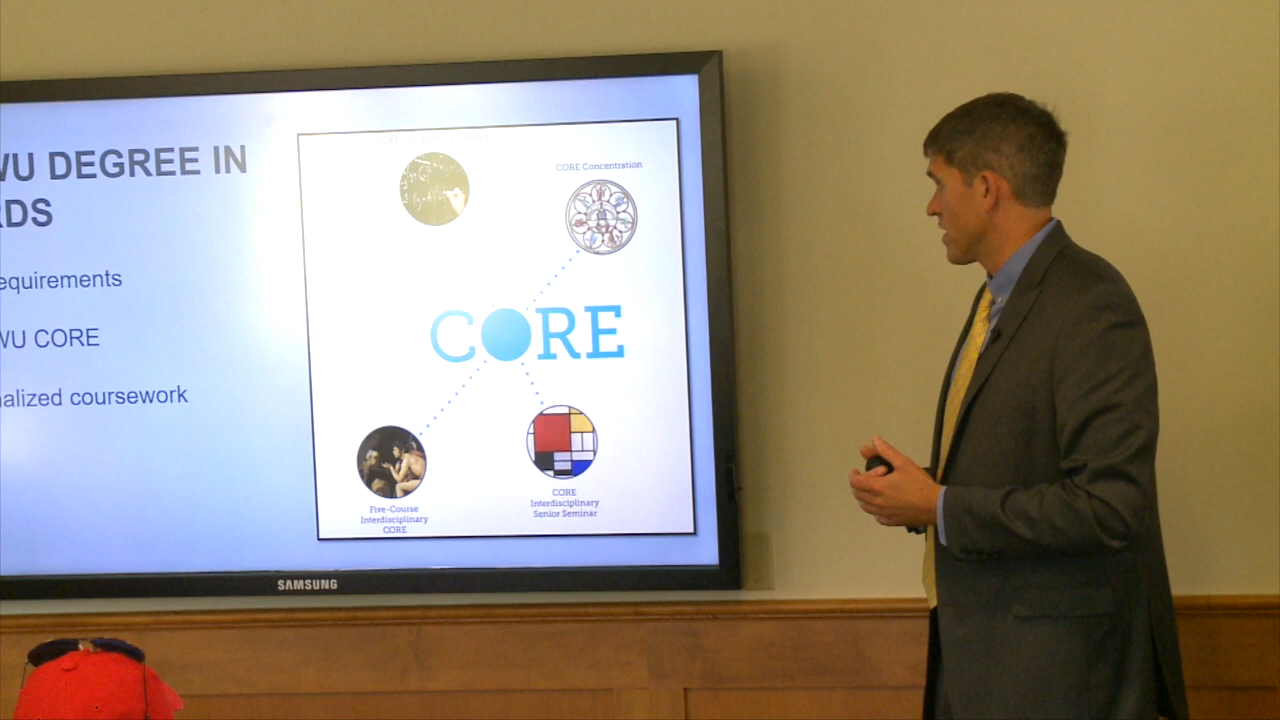 WU DEGREE IN
RDS
equirements
WU CORE
nalized coursework
CORE Concentration
CORE
Five-Course
Interdisciplinary
CORE
CORE
Interdisciplinary
Senior Seminar
SAMSUNG